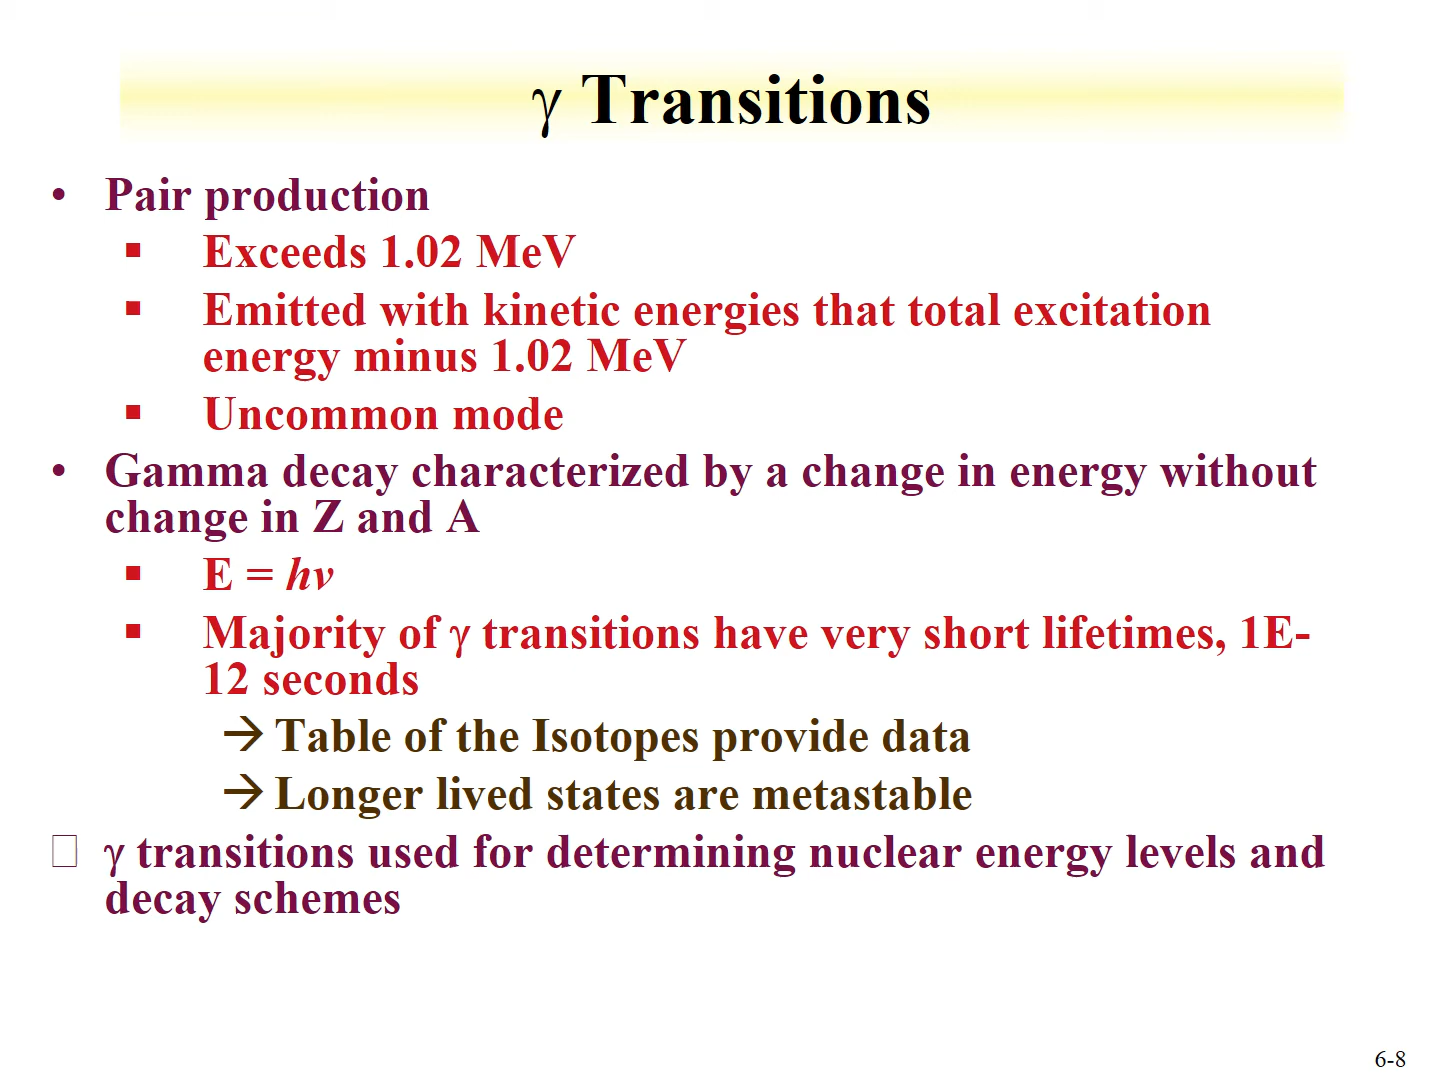 γ Transitions
• Pair production
▪ Exceeds 1.02 MeV
▪ Emitted with kinetic energies that total excitation
energy minus 1.02 MeV
▪ Uncommon mode
• Gamma decay characterized by a change in energy without
change in Z and A
▪ E = hν
▪ Majority of γ transitions have very short lifetimes, 1E-
12 seconds
→ Table of the Isotopes provide data
→ Longer lived states are metastable
□ γ transitions used for determining nuclear energy levels and
decay schemes
6-8